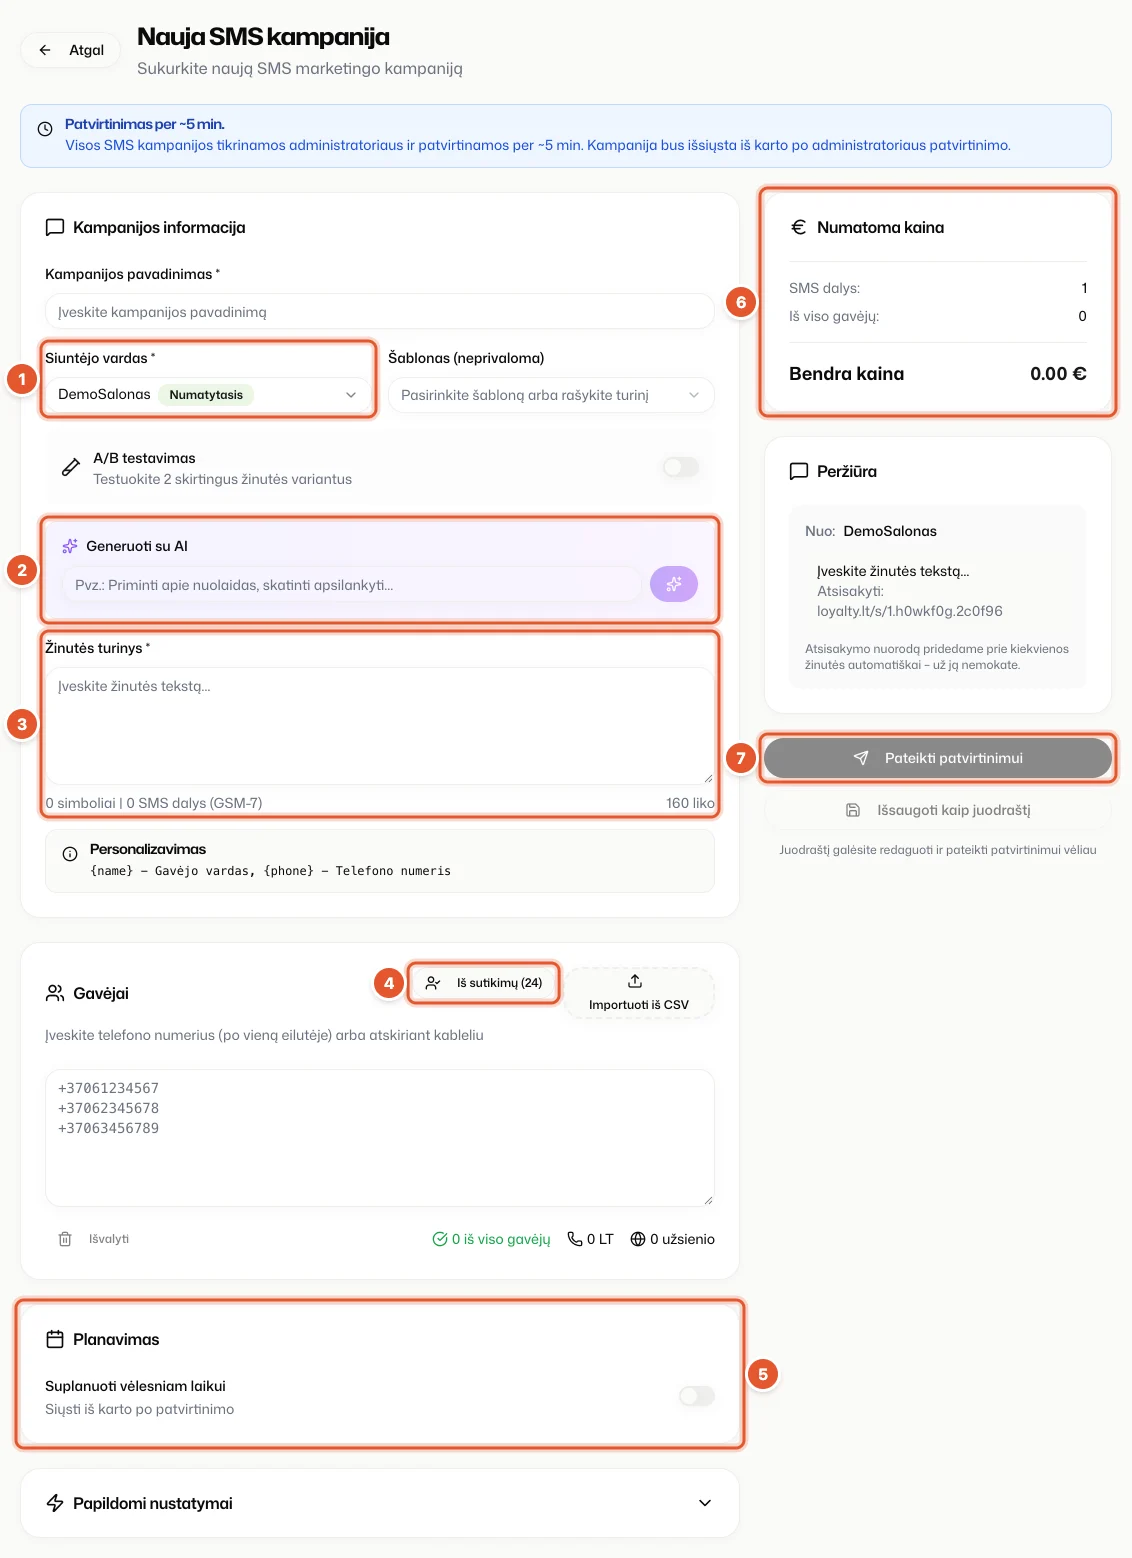 Atgal
Nauja SMS kampanija
Sukurkite naują SMS marketingo kampaniją
Patvirtinimas per ~5 min.
Visos SMS kampanijos tikrinamos administratoriaus ir patvirtinamos per ~5 min. Kampanija bus išsiųsta iš karto po administratoriaus patvirtinimo.
Kampanijos informacija
Kampanijos pavadinimas *
Įveskite kampanijos pavadinimą
1
Siuntėjo vardas *
DemoSalonas Numatytasis
Šablonas (neprivaloma)
Pasirinkite šabloną arba rašykite turinį
A/B testavimas
Testuokite 2 skirtingus žinutės variantus
2
Generuoti su AI
Pvz.: Priminti apie nuolaidas, skatinti apsilankyti...
3
Žinutės turinys *
Įveskite žinutės tekstą...
0 simboliai | 0 SMS dalys (GSM-7)
160 liko
Personalizavimas
{name} – Gavėjo vardas, {phone} – Telefono numeris
Gavėjai
4
Iš sutikimų (24)
Importuoti iš CSV
Įveskite telefono numerius (po vieną eilutėje) arba atskiriant kableliu
+37061234567
+37062345678
+37063456789
Išvalyti
0 iš viso gavėjų
0 LT
0 užsienio
Planavimas
Suplanuoti vėlesniam laikui
Siųsti iš karto po patvirtinimo
5
Papildomi nustatymai
6
€ Numatoma kaina
SMS dalys: 1
Iš viso gavėjų: 0
Bendra kaina 0.00 €
Peržiūra
Nuo: DemoSalonas
Įveskite žinutės tekstą...
Atsisakyti:
loyalty.lt/s/1.h0wkf0g.2c0f96
Atsisakymo nuorodą pridedame prie kiekvienos
žinutės automatiškai – už ją nemokate.
7
Pateikti patvirtinimui
Išsaugoti kaip juodraštį
Juodraštį galėsite redaguoti ir pateikti patvirtinimui vėliau